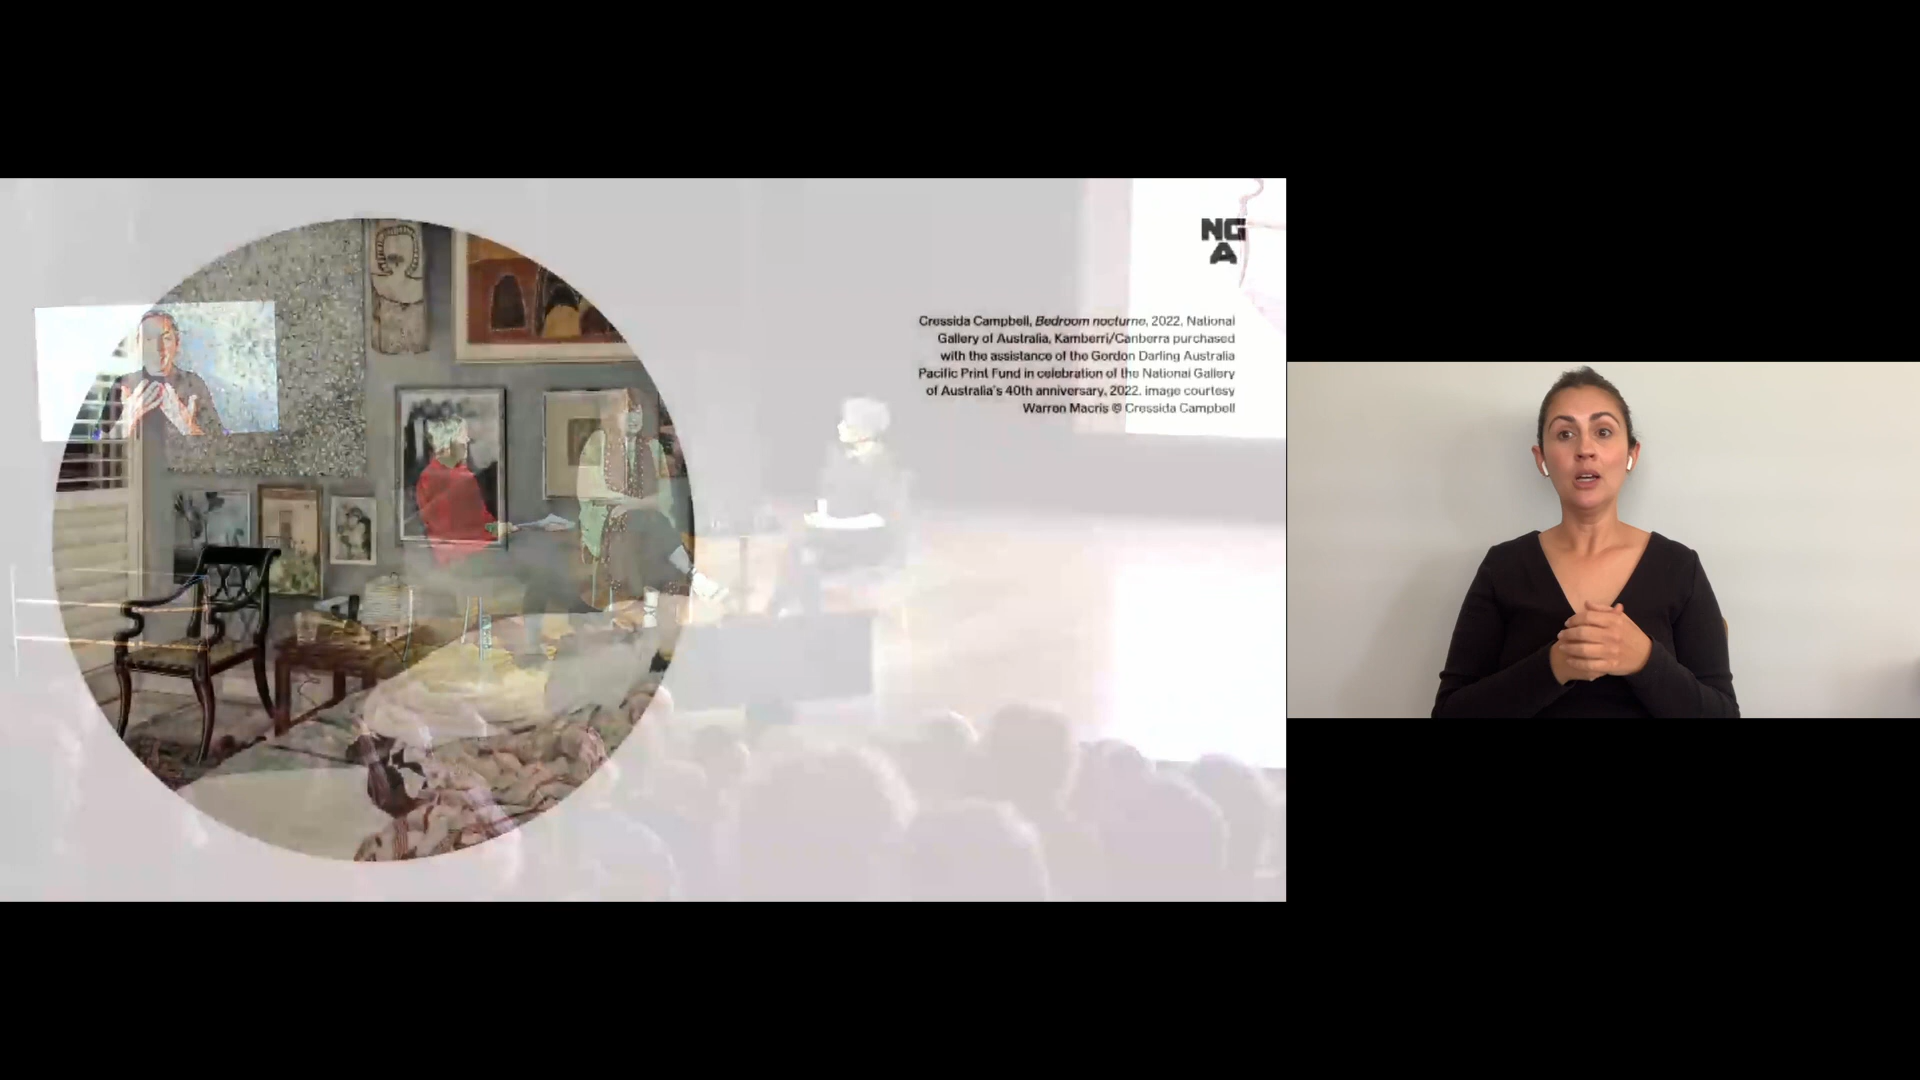 NG
A
Cressida Campbell, Bedroom nocturne, 2022, National
Gallery of Australia, Kamberri/Canberra purchased
with the assistance of the Gordon Darling Australia
Pacific Print Fund in celebration of the National Gallery
of Australia's 40th anniversary, 2022. image courtesy
Warren Macris © Cressida Campbell